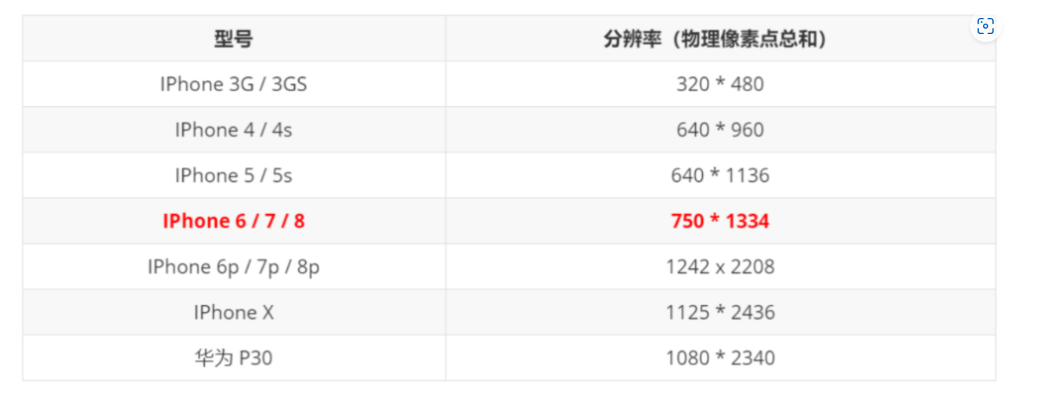 型号 分辨率（物理像素点总和）
IPhone 3G / 3GS 320 * 480
IPhone 4 / 4s 640 * 960
IPhone 5 / 5s 640 * 1136
IPhone 6 / 7 / 8 750 * 1334
IPhone 6p / 7p / 8p 1242 x 2208
IPhone X 1125 * 2436
华为 P30 1080 * 2340